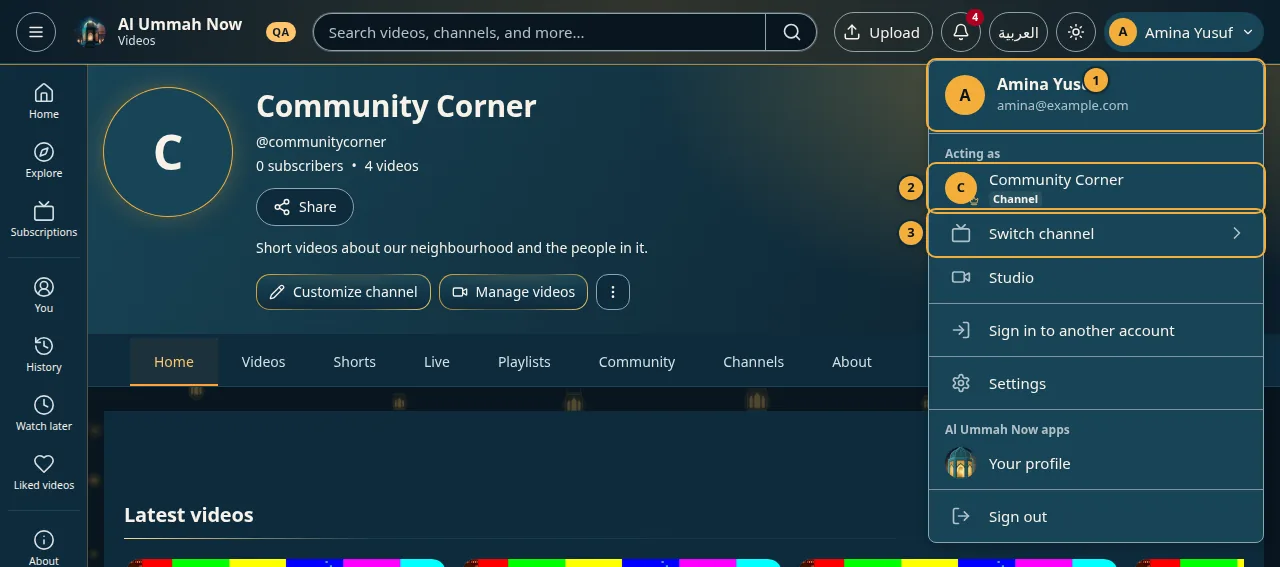 Al Ummah Now
Videos
QA
Search videos, channels, and more...
Upload
4
العربية
A
Amina Yusuf
Home
Explore
Subscriptions
You
History
Watch later
Liked videos
About
C
Community Corner
@communitycorner
0 subscribers • 4 videos
Share
Short videos about our neighbourhood and the people in it.
Customize channel
Manage videos
Home
Videos
Shorts
Live
Playlists
Community
Channels
About
Latest videos
A
1
amina@example.com
Acting as
2
C
Community Corner
Channel
3
Switch channel
Studio
Sign in to another account
Settings
Al Ummah Now apps
Your profile
Sign out